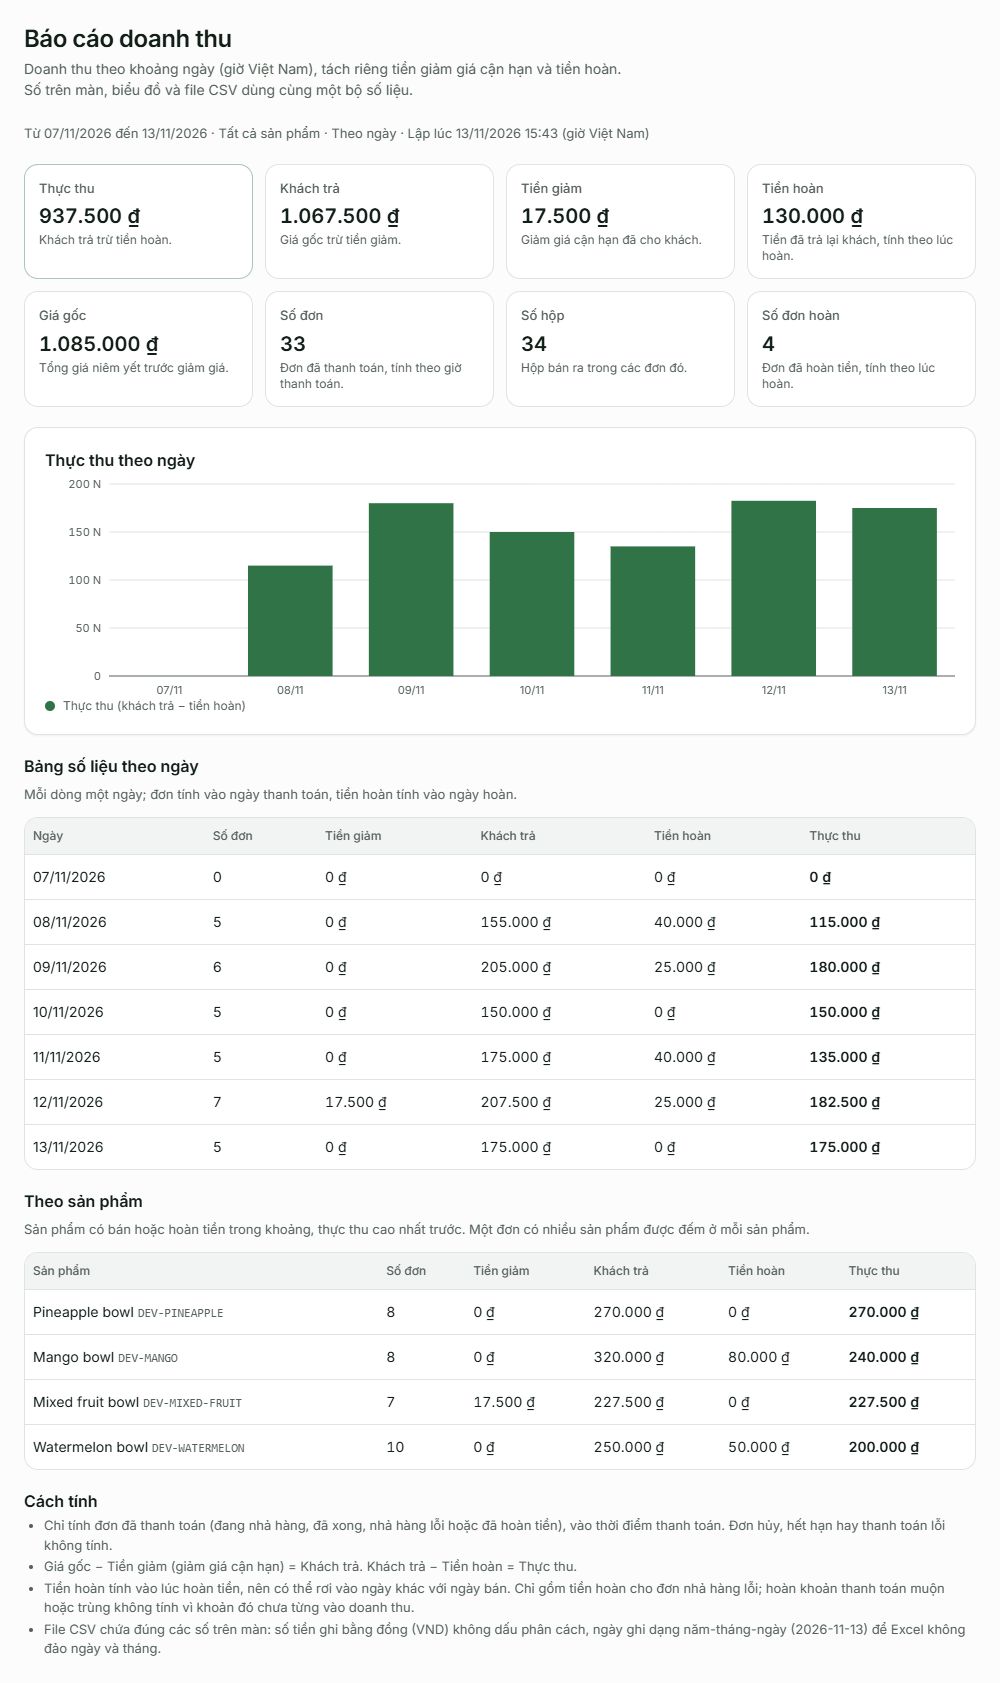 Báo cáo doanh thu
Doanh thu theo khoảng ngày (giờ Việt Nam), tách riêng tiền giảm giá cận hạn và tiền hoàn.
Số trên màn, biểu đồ và file CSV dùng cùng một bộ số liệu.
Từ 07/11/2026 đến 13/11/2026 · Tất cả sản phẩm · Theo ngày · Lập lúc 13/11/2026 15:43 (giờ Việt Nam)
Thực thu
937.500 ₫
Khách trả trừ tiền hoàn.
Khách trả
1.067.500 ₫
Giá gốc trừ tiền giảm.
Tiền giảm
17.500 ₫
Giảm giá cận hạn đã cho khách.
Tiền hoàn
130.000 ₫
Tiền đã trả lại khách, tính theo lúc
hoàn.
Giá gốc
1.085.000 ₫
Tổng giá niêm yết trước giảm giá.
Số đơn
33
Đơn đã thanh toán, tính theo giờ
thanh toán.
Số hộp
34
Hộp bán ra trong các đơn đó.
Số đơn hoàn
4
Đơn đã hoàn tiền, tính theo lúc
hoàn.
Thực thu theo ngày
200 N
150 N
100 N
50 N
0
07/11 08/11 09/11 10/11 11/11 12/11 13/11
Thực thu (khách trả − tiền hoàn)
Bảng số liệu theo ngày
Mỗi dòng một ngày; đơn tính vào ngày thanh toán, tiền hoàn tính vào ngày hoàn.
Ngày Số đơn Tiền giảm Khách trả Tiền hoàn Thực thu
07/11/2026 0 0 ₫ 0 ₫ 0 ₫ 0 ₫
08/11/2026 5 0 ₫ 155.000 ₫ 40.000 ₫ 115.000 ₫
09/11/2026 6 0 ₫ 205.000 ₫ 25.000 ₫ 180.000 ₫
10/11/2026 5 0 ₫ 150.000 ₫ 0 ₫ 150.000 ₫
11/11/2026 5 0 ₫ 175.000 ₫ 40.000 ₫ 135.000 ₫
12/11/2026 7 17.500 ₫ 207.500 ₫ 25.000 ₫ 182.500 ₫
13/11/2026 5 0 ₫ 175.000 ₫ 0 ₫ 175.000 ₫
Theo sản phẩm
Sản phẩm có bán hoặc hoàn tiền trong khoảng, thực thu cao nhất trước. Một đơn có nhiều sản phẩm được đếm ở mỗi sản phẩm.
Sản phẩm Số đơn Tiền giảm Khách trả Tiền hoàn Thực thu
Pineapple bowl DEV-PINEAPPLE 8 0 ₫ 270.000 ₫ 0 ₫ 270.000 ₫
Mango bowl DEV-MANGO 8 0 ₫ 320.000 ₫ 80.000 ₫ 240.000 ₫
Mixed fruit bowl DEV-MIXED-FRUIT 7 17.500 ₫ 227.500 ₫ 0 ₫ 227.500 ₫
Watermelon bowl DEV-WATERMELON 10 0 ₫ 250.000 ₫ 50.000 ₫ 200.000 ₫
Cách tính
• Chỉ tính đơn đã thanh toán (đang nhả hàng, đã xong, nhả hàng lỗi hoặc đã hoàn tiền), vào thời điểm thanh toán. Đơn hủy, hết hạn hay thanh toán lỗi
không tính.
• Giá gốc − Tiền giảm (giảm giá cận hạn) = Khách trả. Khách trả − Tiền hoàn = Thực thu.
• Tiền hoàn tính vào lúc hoàn tiền, nên có thể rơi vào ngày khác với ngày bán. Chỉ gồm tiền hoàn cho đơn nhả hàng lỗi; hoàn khoản thanh toán muộn
hoặc trùng không tính vì khoản đó chưa từng vào doanh thu.
• File CSV chứa đúng các số trên màn: số tiền ghi bằng đồng (VND) không dấu phân cách, ngày ghi dạng năm-tháng-ngày (2026-11-13) để Excel không
đảo ngày và tháng.